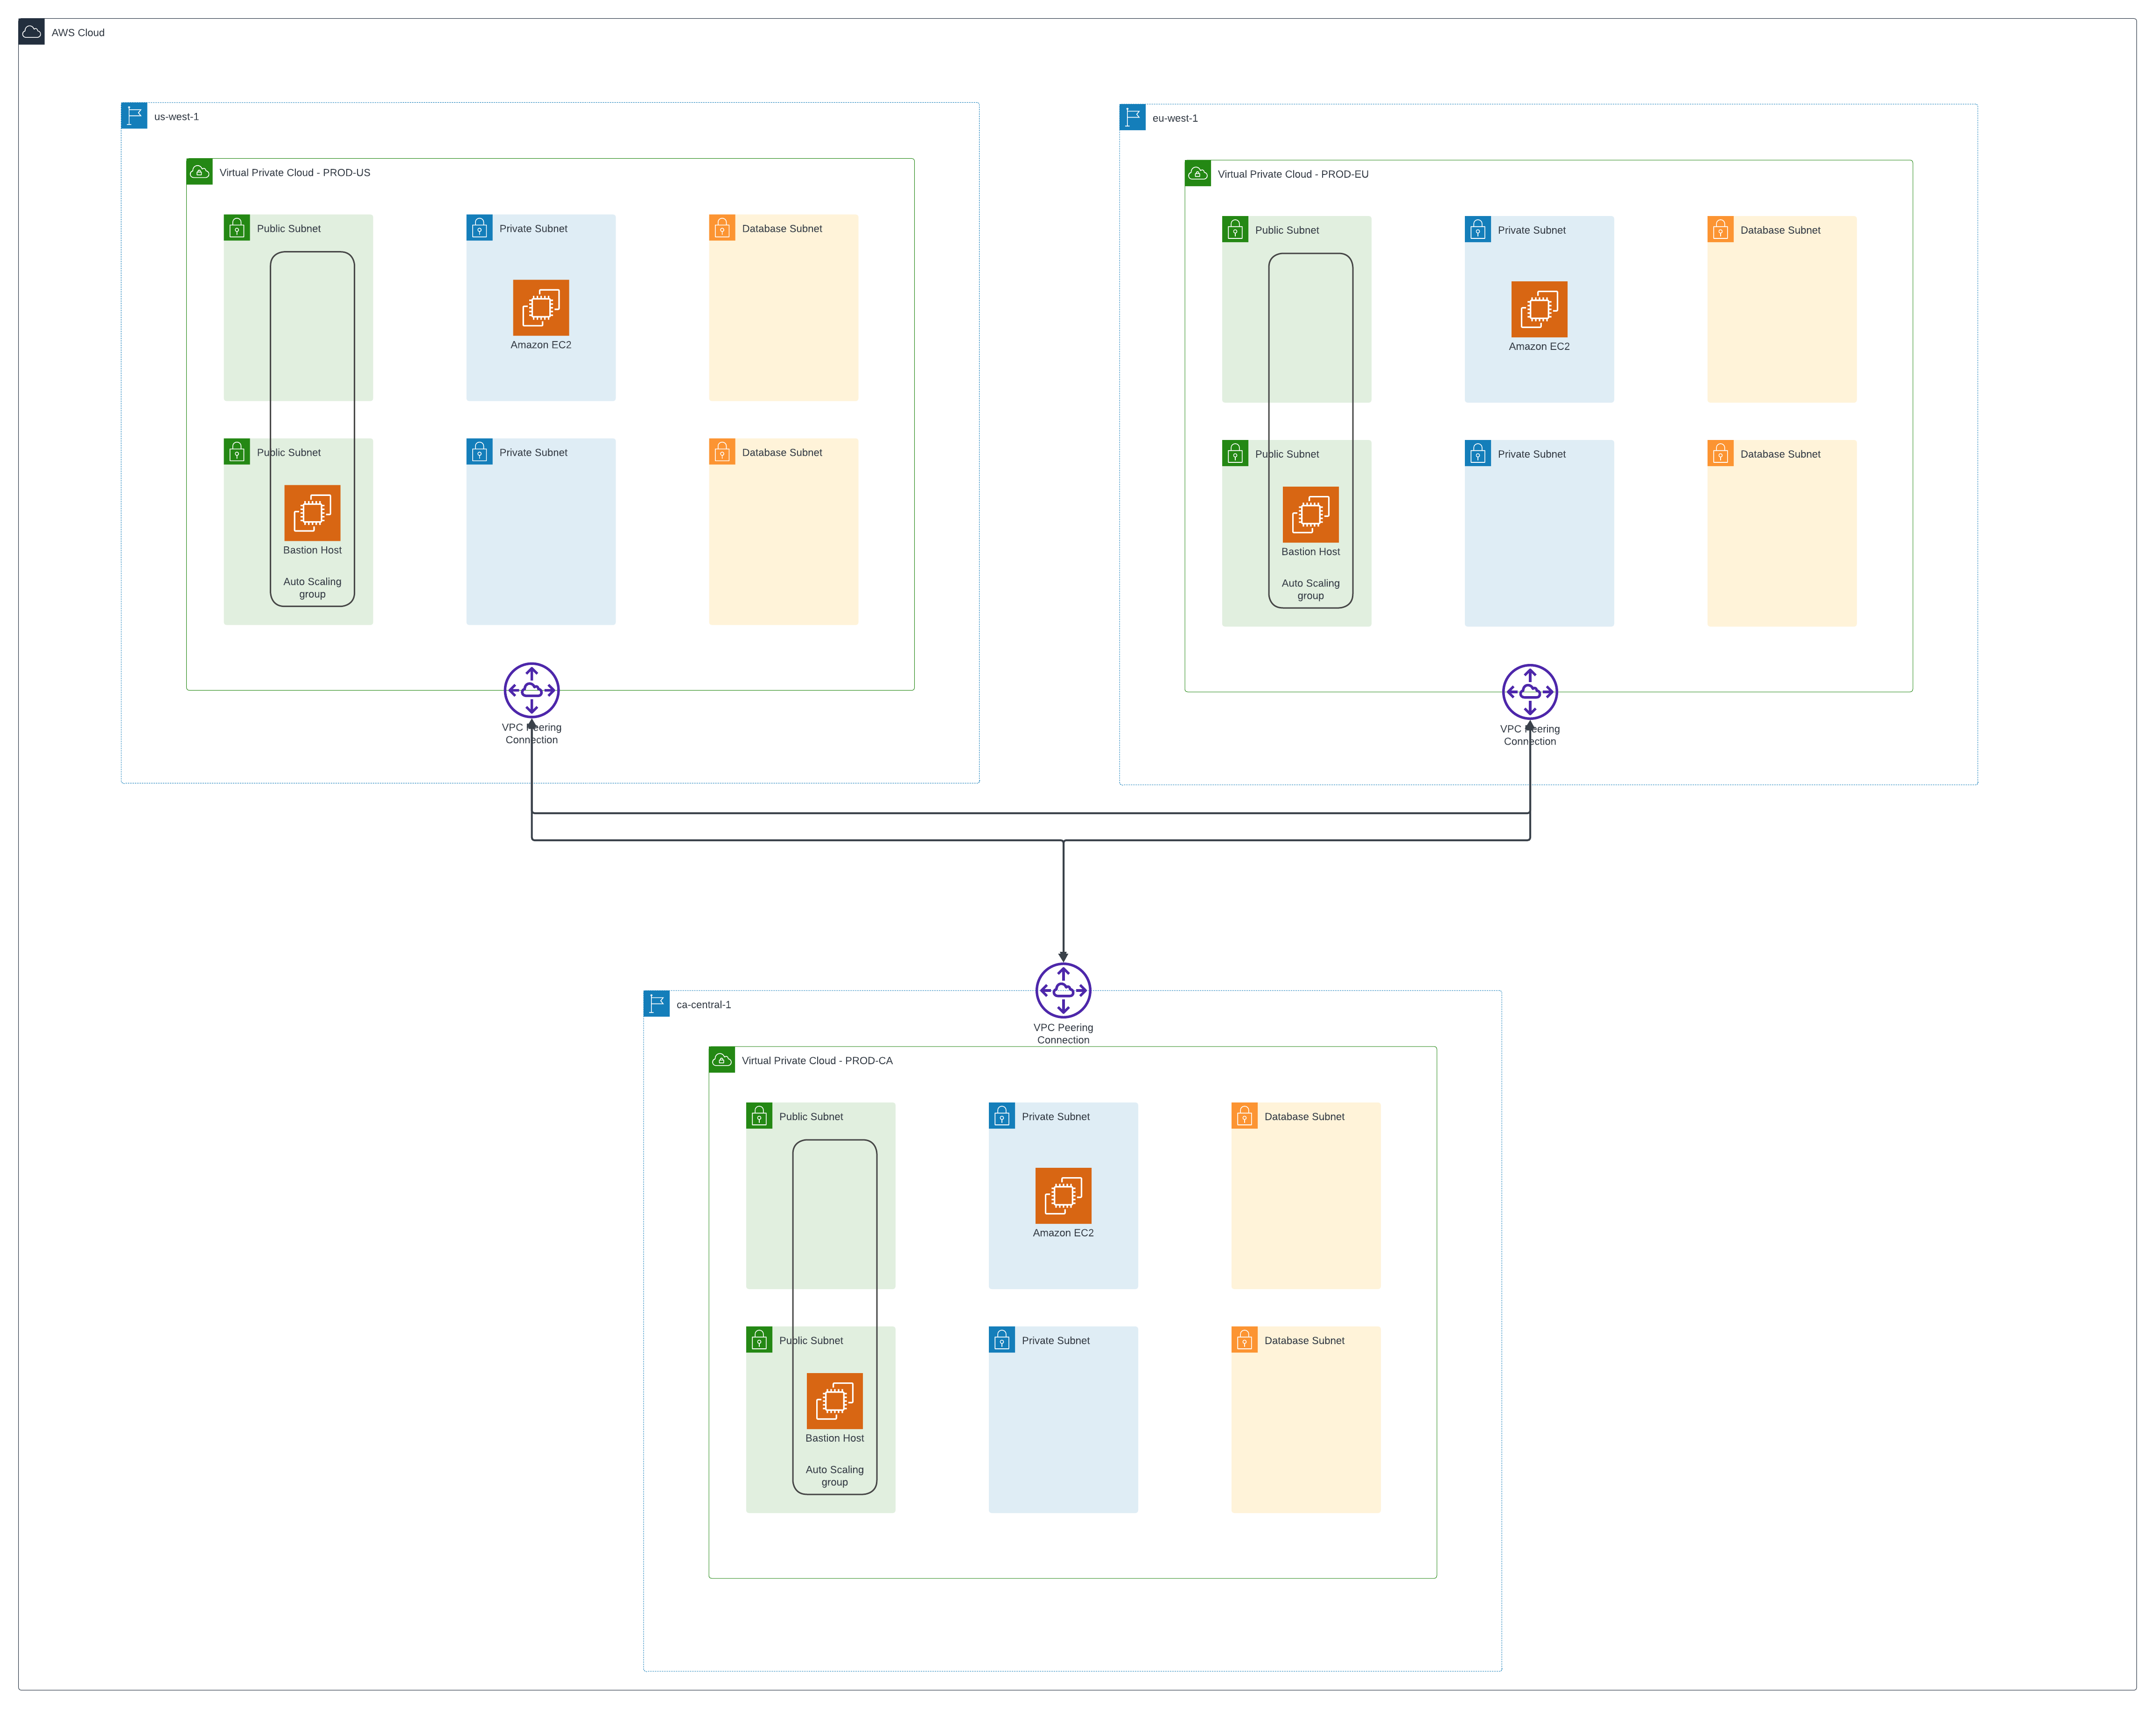 AWS Cloud
us-west-1
Virtual Private Cloud - PROD-US
Public Subnet
Private Subnet
Database Subnet
Amazon EC2
Public Subnet
Private Subnet
Database Subnet
Bastion Host
Auto Scaling
group
VPC Peering
Connection
eu-west-1
Virtual Private Cloud - PROD-EU
Public Subnet
Private Subnet
Database Subnet
Amazon EC2
Public Subnet
Private Subnet
Database Subnet
Bastion Host
Auto Scaling
group
VPC Peering
Connection
ca-central-1
VPC Peering
Connection
Virtual Private Cloud - PROD-CA
Public Subnet
Private Subnet
Database Subnet
Amazon EC2
Public Subnet
Private Subnet
Database Subnet
Bastion Host
Auto Scaling
group